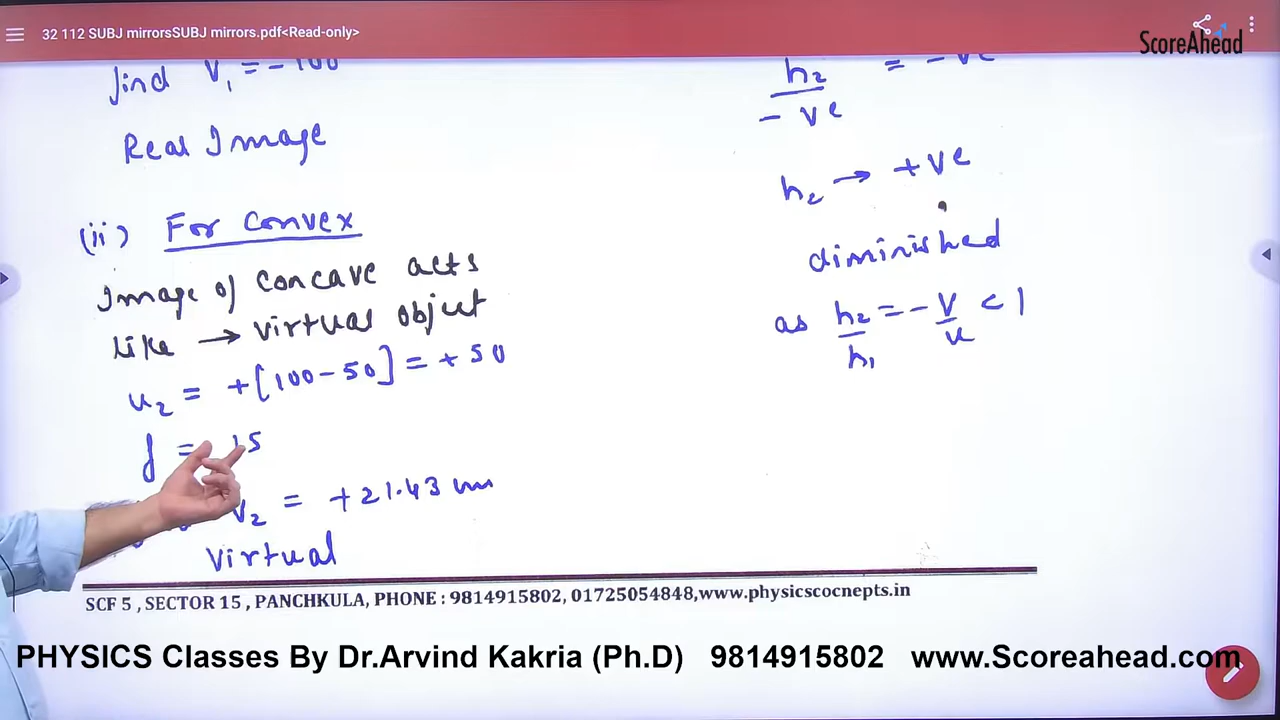 32 112 SUBJ mirrorsSUBJ mirrors.pdf<Read-only>
ScoreAhead
find V₁ = - 100
Real Image
(ii) For Convex
Image of concave acts
like → virtual object
u₂ = +[100-50] = + 50
f = 15
V₂ = +21.43 cm
Virtual
h₂ = - ve
- ve
h₂ → + ve
diminished
as h₂ = - V < 1
h₁ u
SCF 5 , SECTOR 15 , PANCHKULA, PHONE : 9814915802, 01725054848,www.physicscocnepts.in
PHYSICS Classes By Dr.Arvind Kakria (Ph.D) 9814915802 www.Scoreahead.com